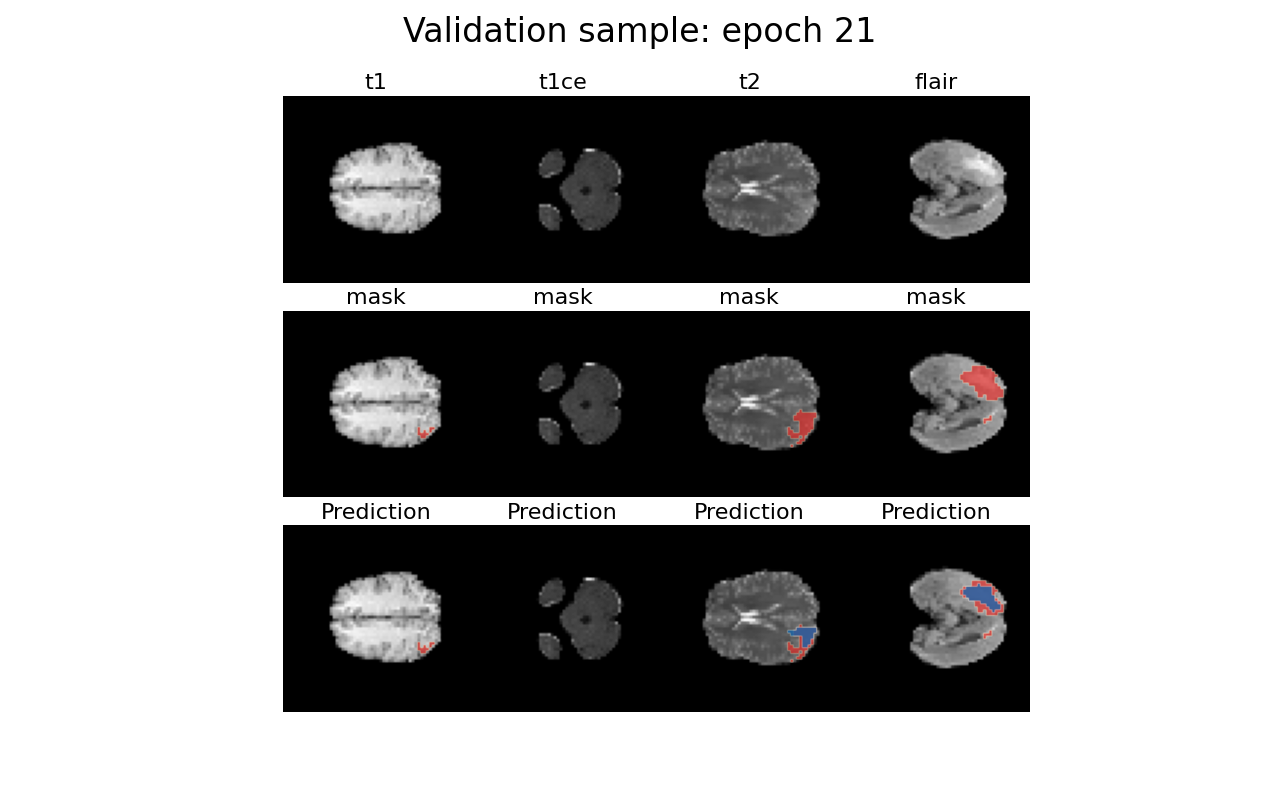 Validation sample: epoch 21
t1 t1ce t2 flair
mask mask mask mask
Prediction Prediction Prediction Prediction